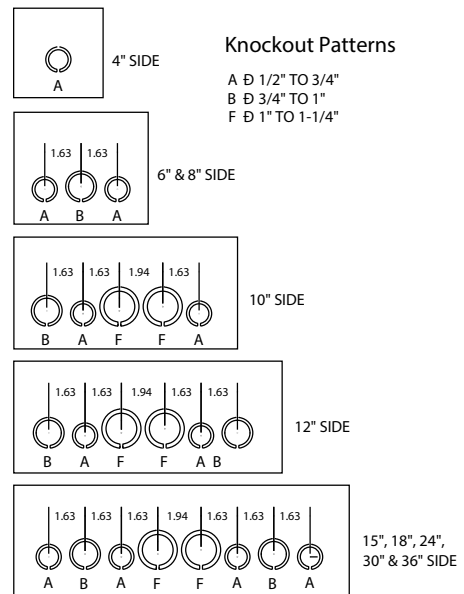 Knockout Patterns
A Ð 1/2" TO 3/4"
B Ð 3/4" TO 1"
F Ð 1" TO 1-1/4"
4" SIDE
A
1.63 1.63
6" & 8" SIDE
A B A
1.63 1.63 1.94 1.63
10" SIDE
B A F F A
1.63 1.63 1.94 1.63 1.63
12" SIDE
B A F F A B
1.63 1.63 1.63 1.94 1.63 1.63 1.63
15", 18", 24",
30" & 36" SIDE
A B A F F A B A